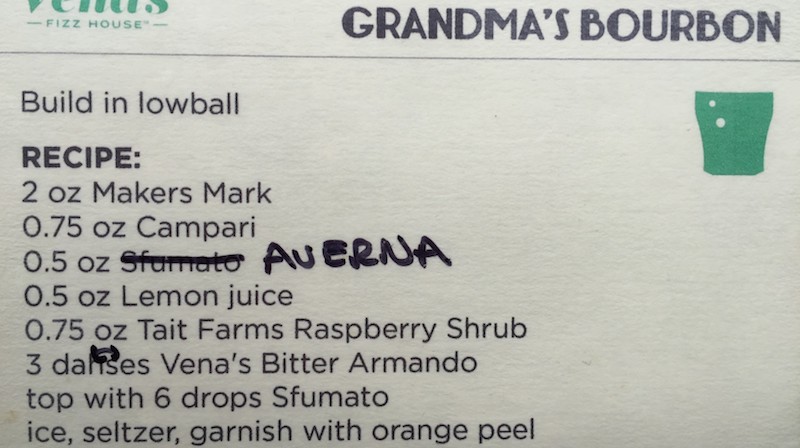 Vena's
— FIZZ HOUSE™ —
GRANDMA'S BOURBON
Build in lowball
RECIPE:
2 oz Makers Mark
0.75 oz Campari
0.5 oz Sfumato AVERNA
0.5 oz Lemon juice
0.75 oz Tait Farms Raspberry Shrub
3 dahses Vena's Bitter Armando
top with 6 drops Sfumato
ice, seltzer, garnish with orange peel